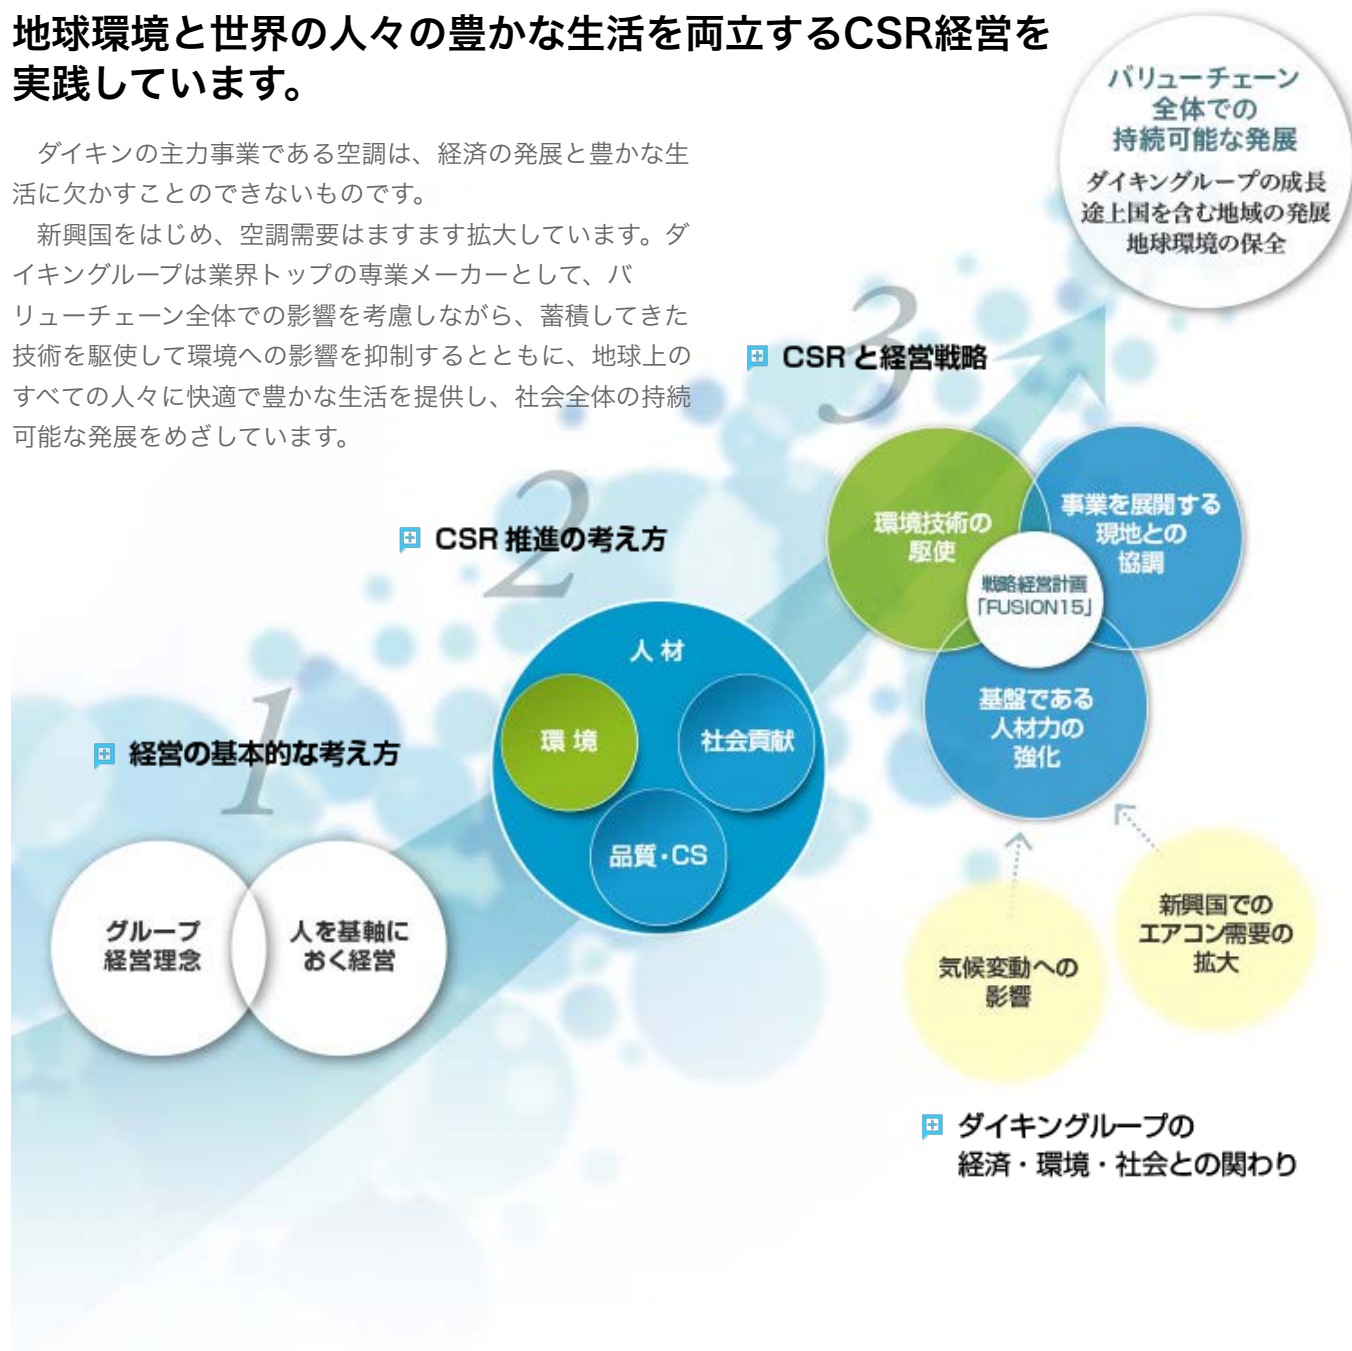 地球環境と世界の人々の豊かな生活を両立するCSR経営を
実践しています。
ダイキンの主力事業である空調は、経済の発展と豊かな生
活に欠かすことのできないものです。
新興国をはじめ、空調需要はますます拡大しています。ダ
イキングループは業界トップの専業メーカーとして、バ
リューチェーン全体での影響を考慮しながら、蓄積してきた
技術を駆使して環境への影響を抑制するとともに、地球上の
すべての人々に快適で豊かな生活を提供し、社会全体の持続
可能な発展をめざしています。
バリューチェーン
全体での
持続可能な発展
ダイキングループの成長
途上国を含む地域の発展
地球環境の保全
3
CSRと経営戦略
環境技術の
駆使
事業を展開する
現地との
協調
戦略経営計画
「FUSION15」
基盤である
人材力の
強化
2
CSR推進の考え方
人材
環境
社会貢献
品質・CS
1
経営の基本的な考え方
グループ
経営理念
人を基軸に
おく経営
気候変動への
影響
新興国での
エアコン需要の
拡大
ダイキングループの
経済・環境・社会との関わり